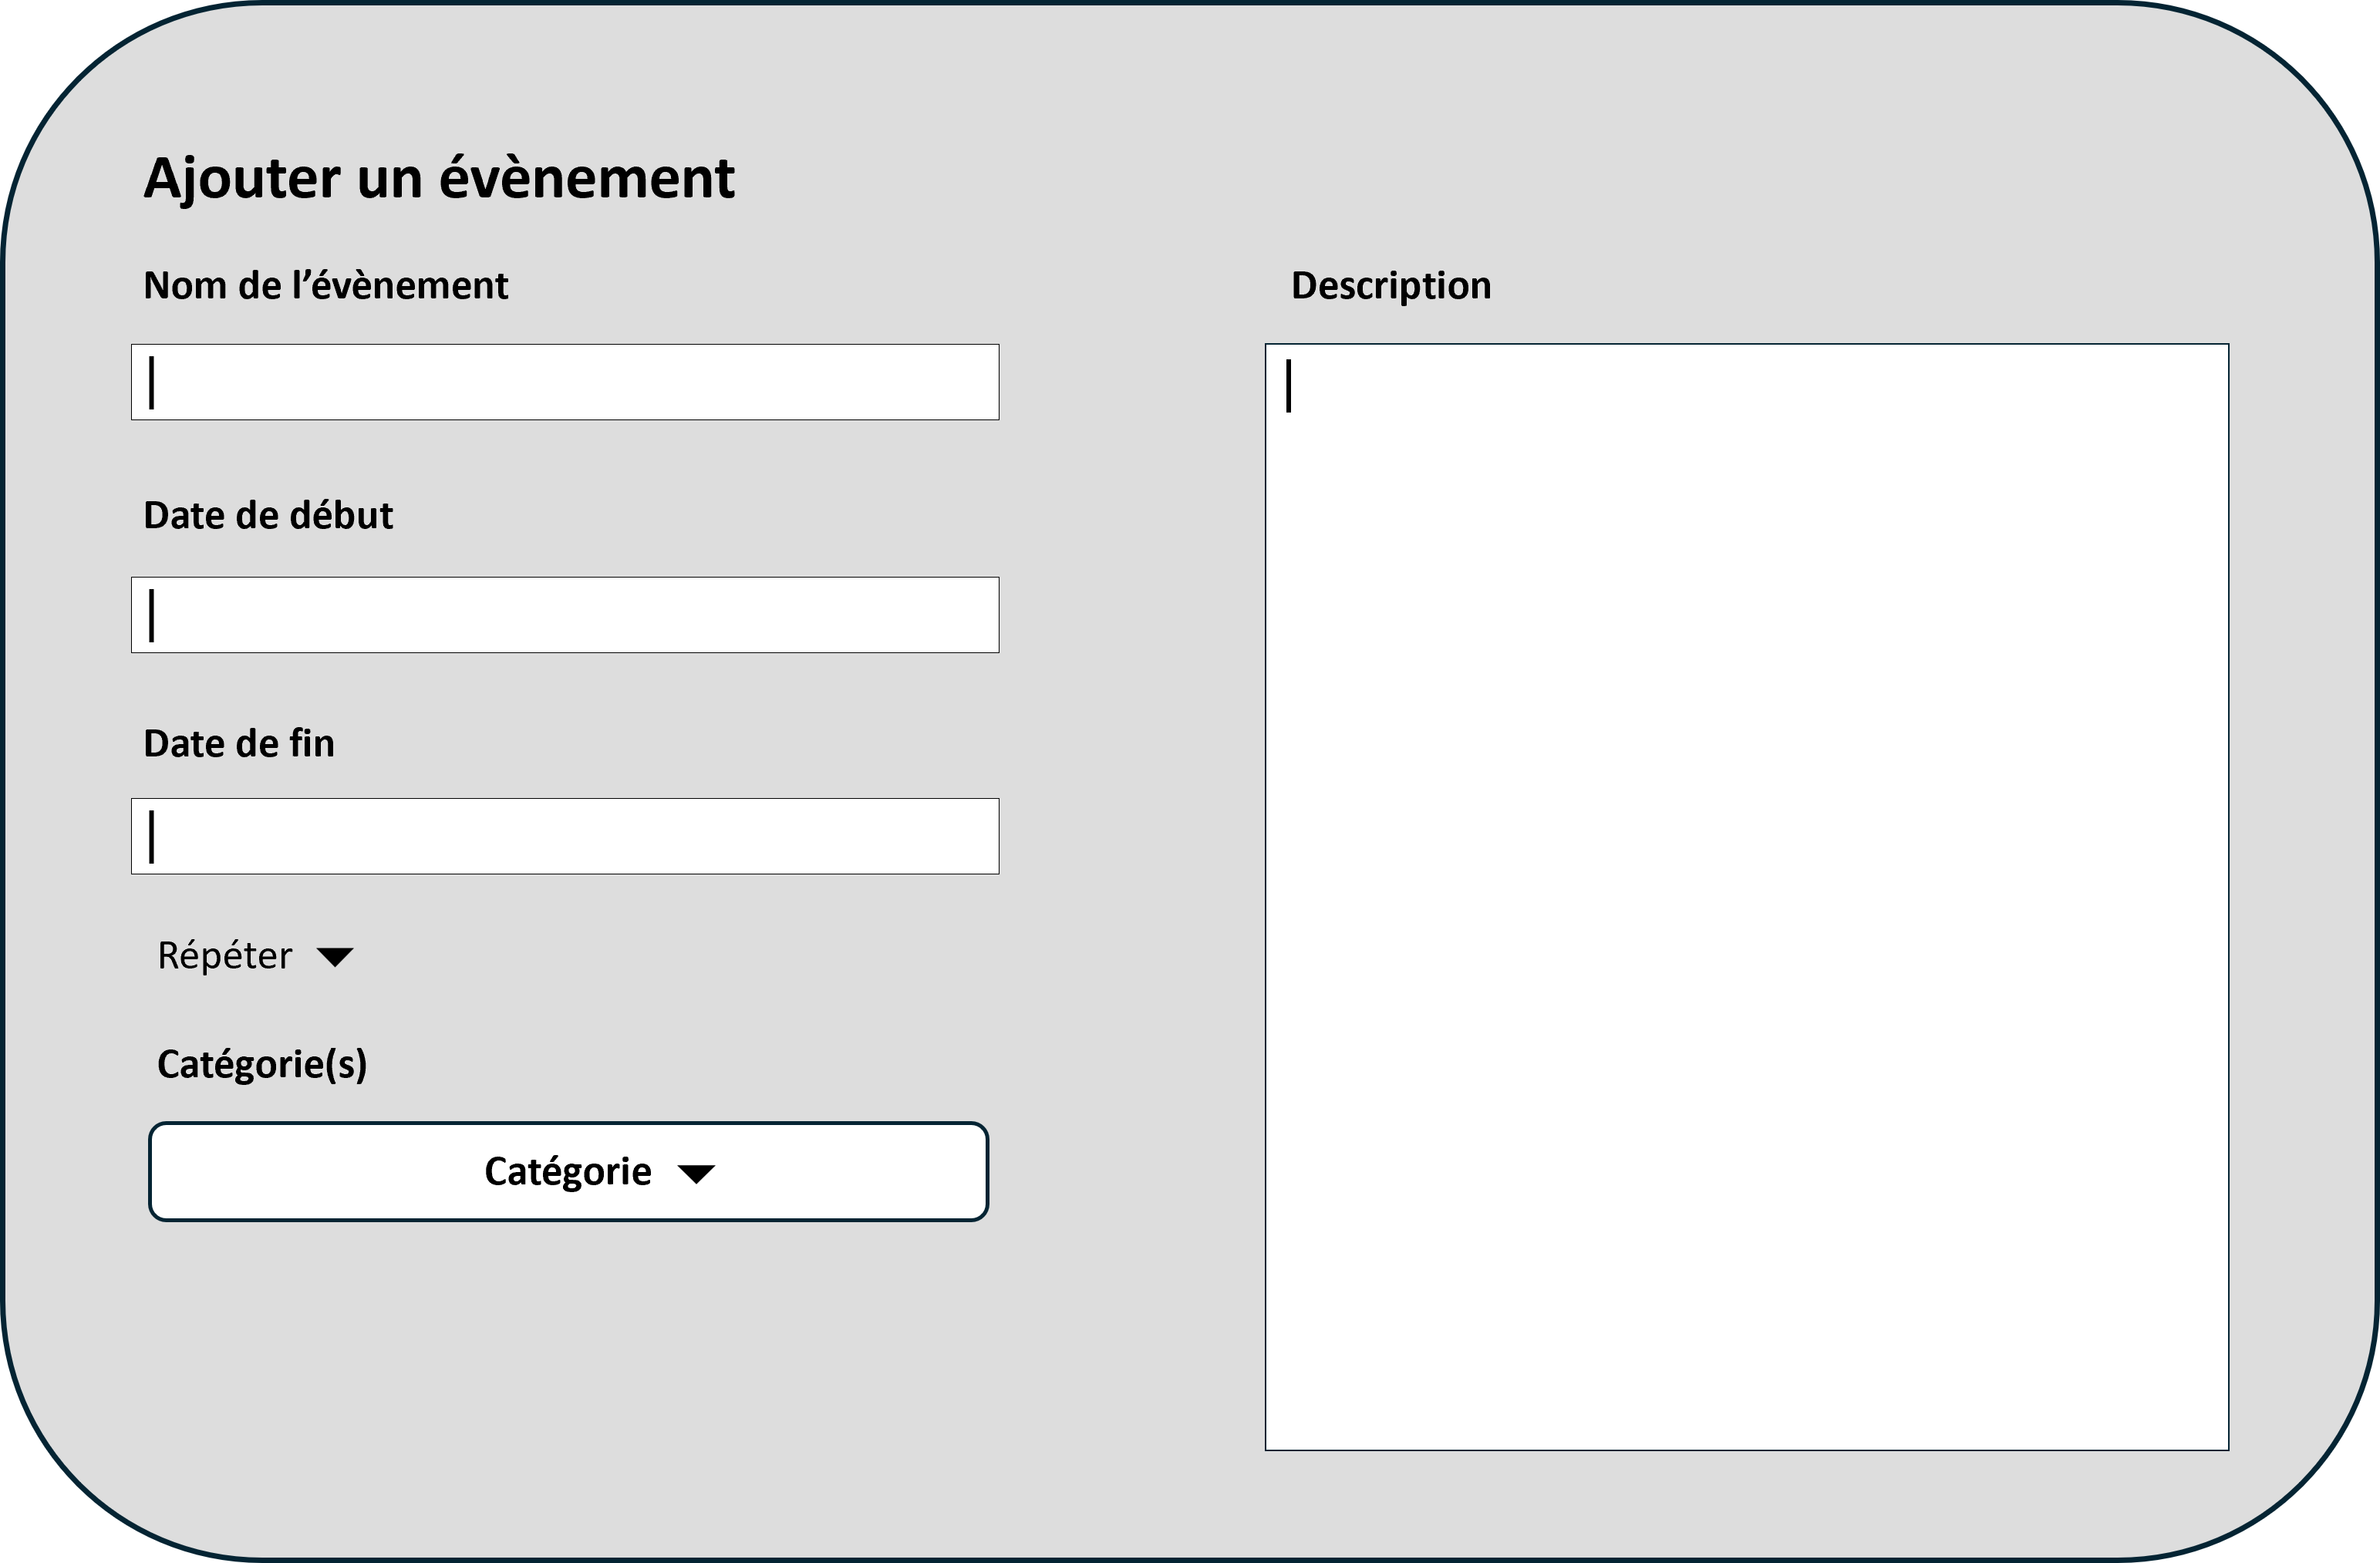 Ajouter un évènement
Nom de l’évènement
Date de début
Date de fin
Répéter
Catégorie(s)
Catégorie
Description